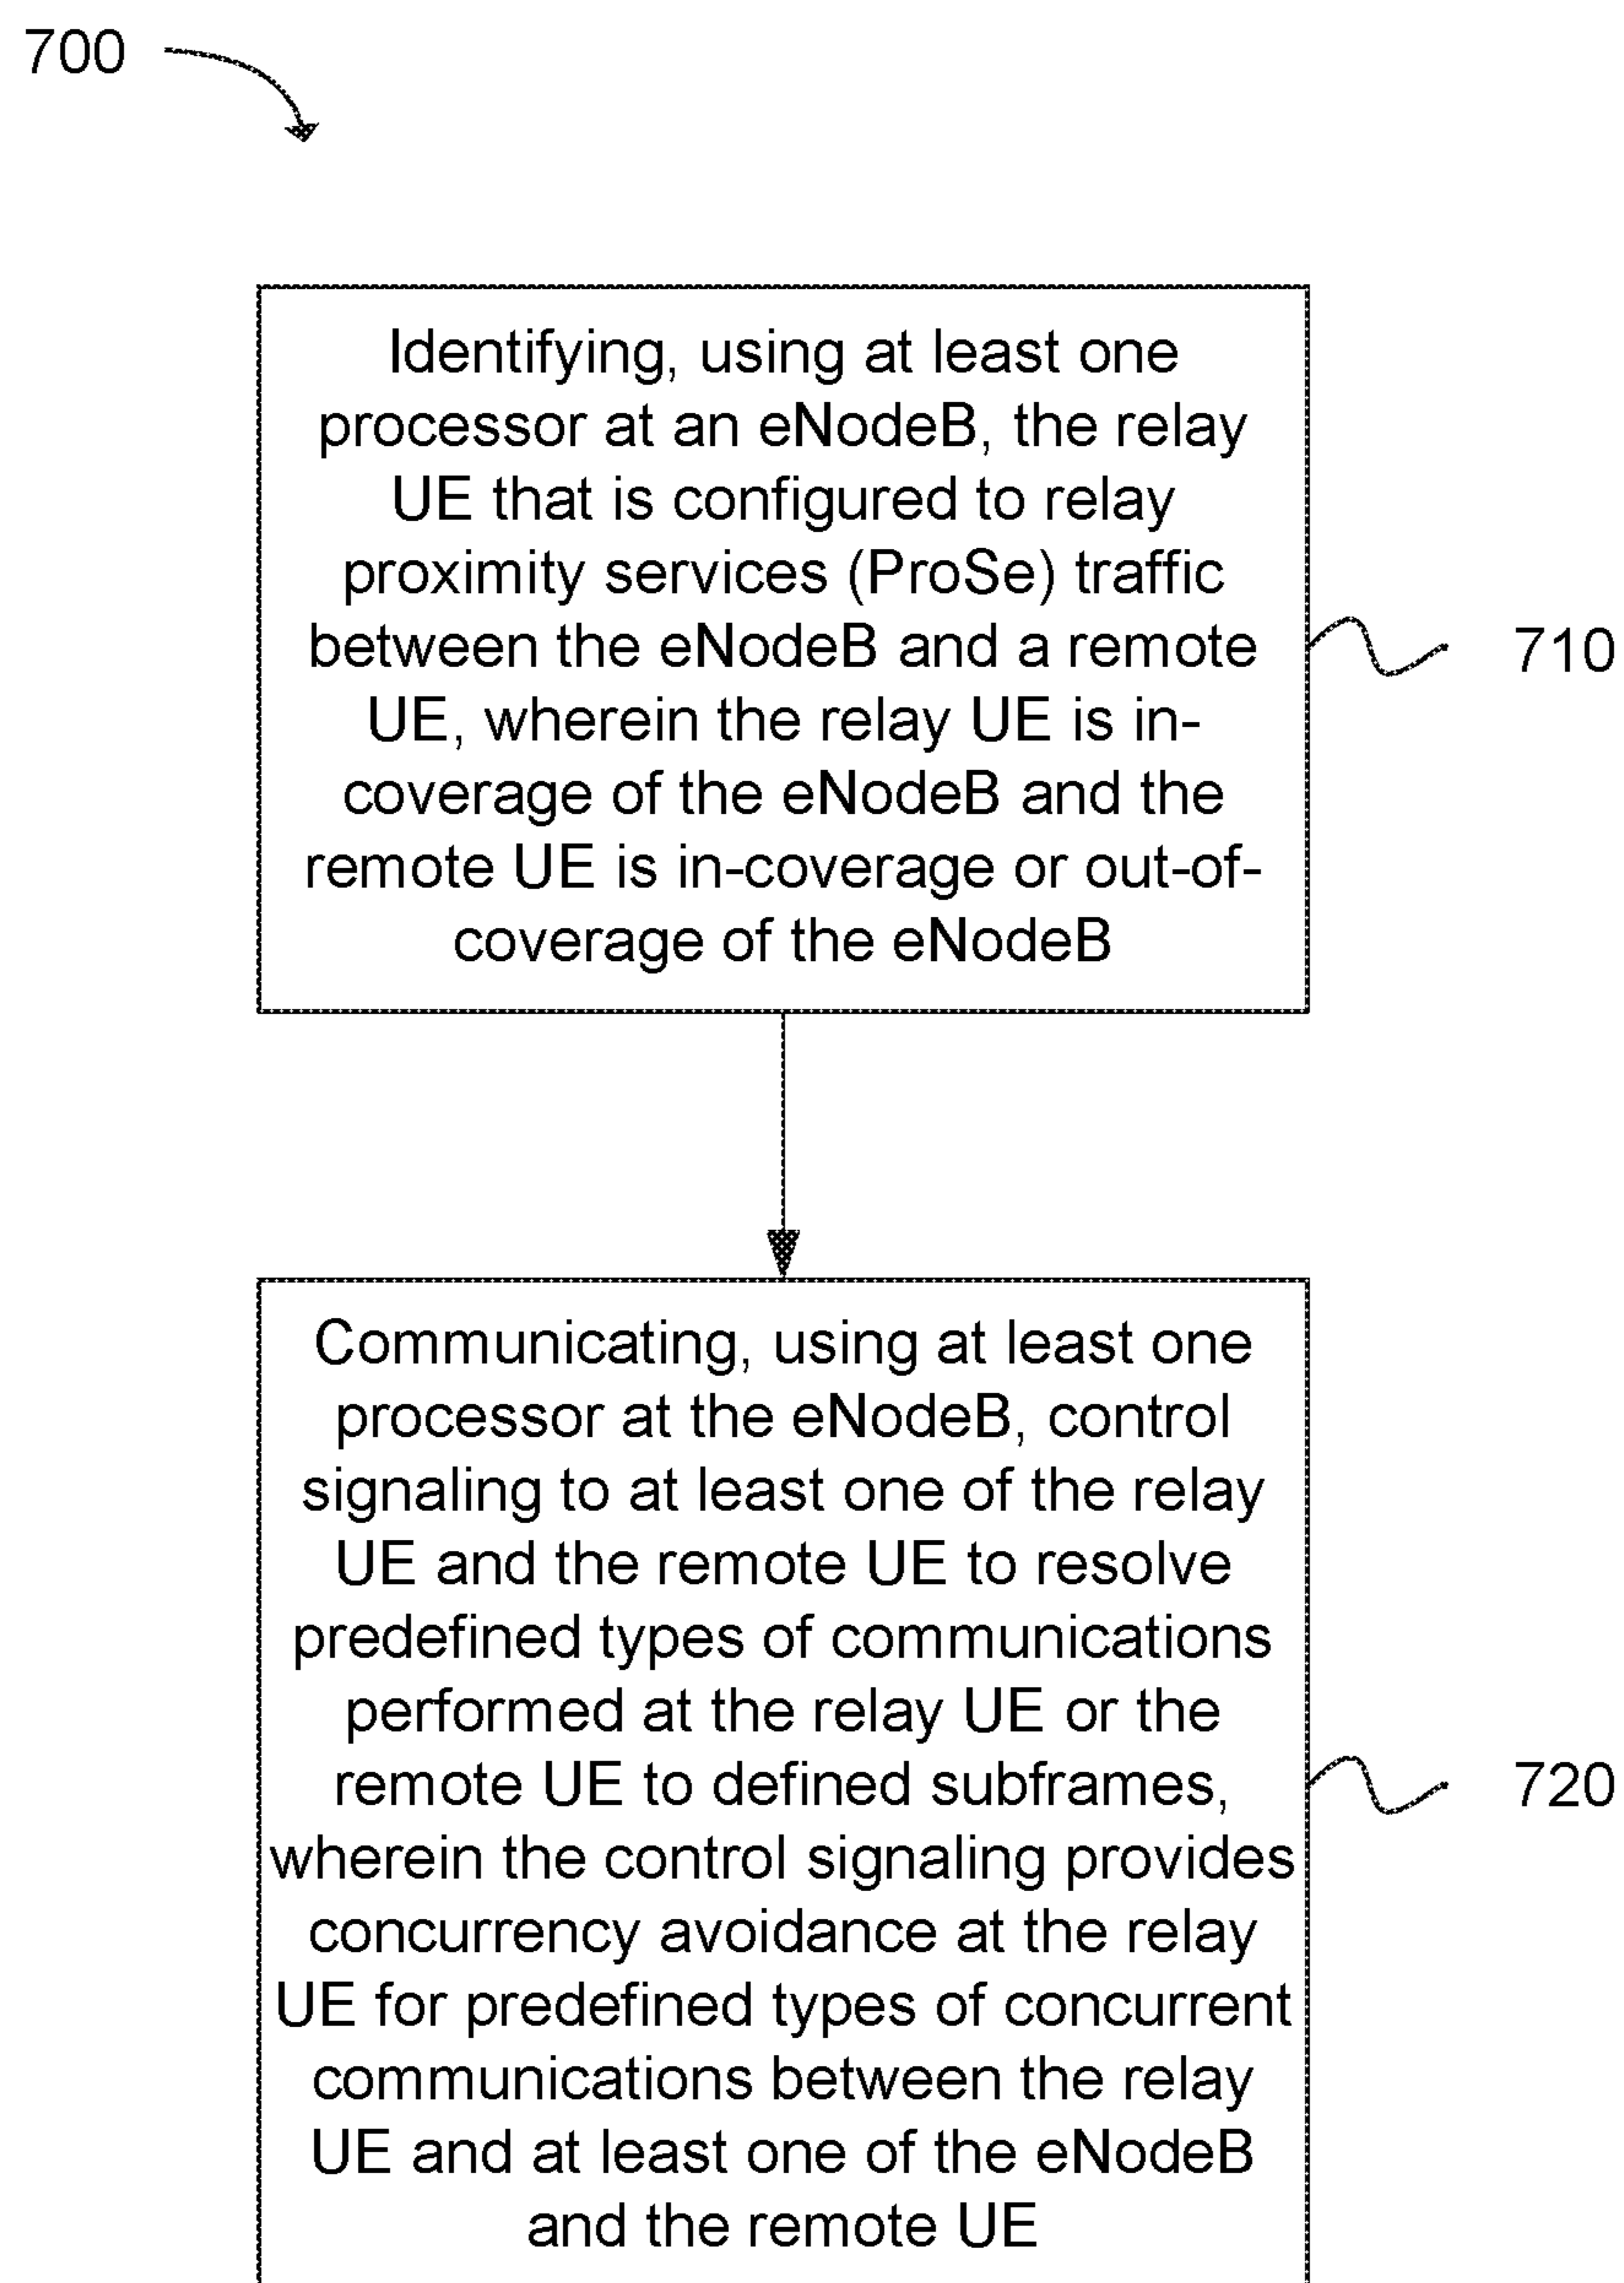 700
Identifying, using at least one
processor at an eNodeB, the relay
UE that is configured to relay
proximity services (ProSe) traffic
between the eNodeB and a remote
UE, wherein the relay UE is in-
coverage of the eNodeB and the
remote UE is in-coverage or out-of-
coverage of the eNodeB
710
Communicating, using at least one
processor at the eNodeB, control
signaling to at least one of the relay
UE and the remote UE to resolve
predefined types of communications
performed at the relay UE or the
remote UE to defined subframes,
wherein the control signaling provides
concurrency avoidance at the relay
UE for predefined types of concurrent
communications between the relay
UE and at least one of the eNodeB
and the remote UE
720